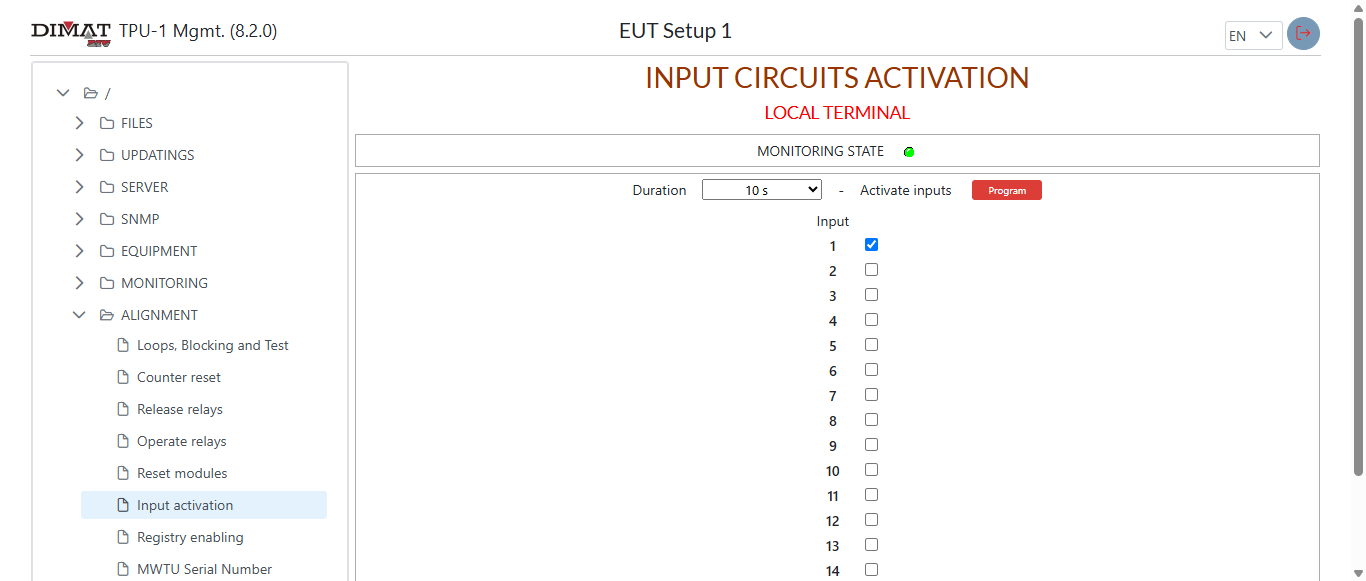 DIMAT TPU-1 Mgmt. (8.2.0)
EUT Setup 1
EN
/
FILES
UPDATINGS
SERVER
SNMP
EQUIPMENT
MONITORING
ALIGNMENT
Loops, Blocking and Test
Counter reset
Release relays
Operate relays
Reset modules
Input activation
Registry enabling
MWTU Serial Number
INPUT CIRCUITS ACTIVATION
LOCAL TERMINAL
MONITORING STATE
Duration 10 s - Activate inputs Program
Input
1
2
3
4
5
6
7
8
9
10
11
12
13
14